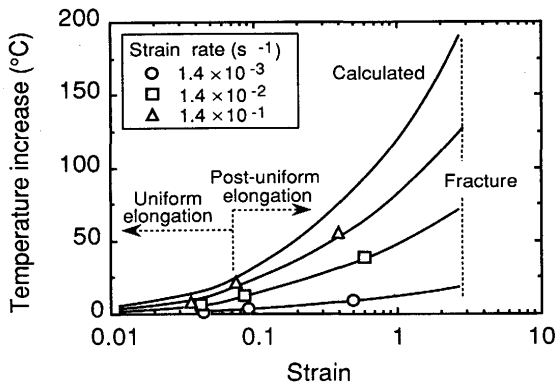 200
150
100
50
0
Temperature increase (°C)
Strain rate (s -1)
1.4 × 10 -3
1.4 × 10 -2
1.4 × 10 -1
Calculated
Uniform
elongation
Post-uniform
elongation
Fracture
0.01
0.1
1
10
Strain